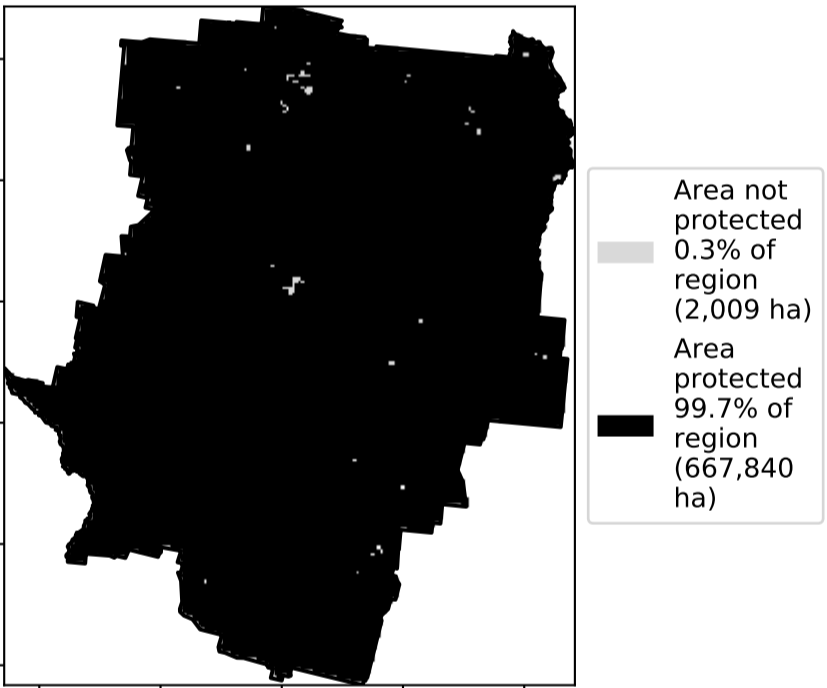 Area not
protected
0.3% of
region
(2,009 ha)
Area
protected
99.7% of
region
(667,840
ha)